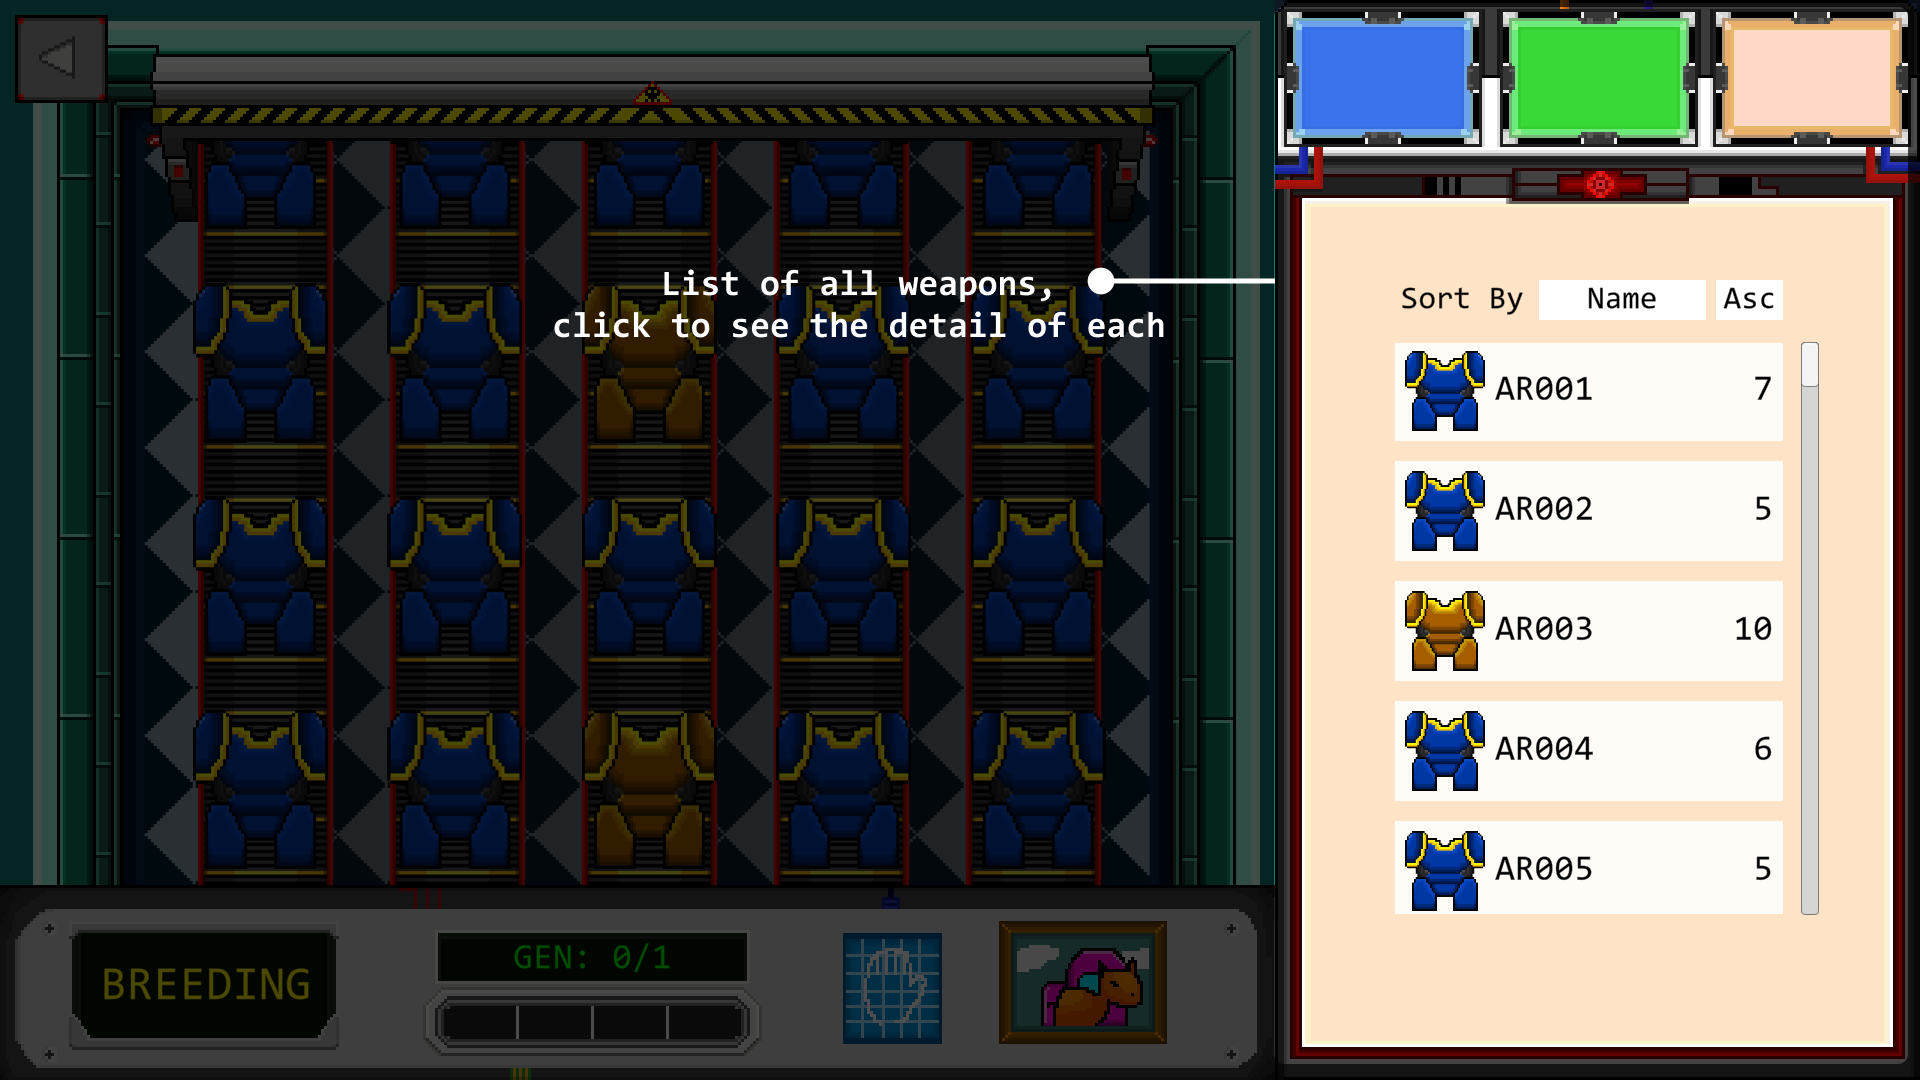 List of all weapons,
click to see the detail of each
Sort By Name Asc
AR001 7
AR002 5
AR003 10
AR004 6
AR005 5
BREEDING
GEN: 0/1